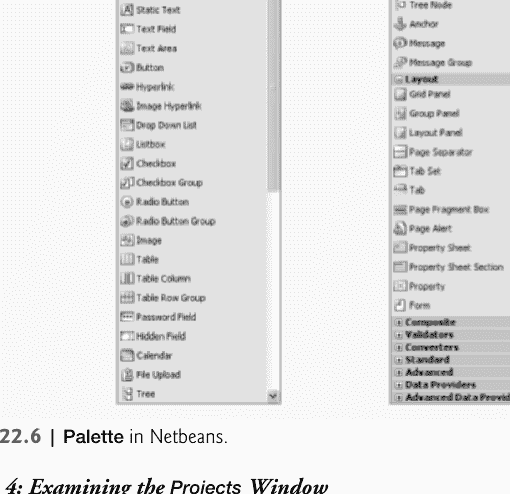 Static Text
Text Field
Text Area
Button
Hyperlink
Image Hyperlink
Drop Down List
Listbox
Checkbox
Checkbox Group
Radio Button
Radio Button Group
Image
Table
Table Column
Table Row Group
Password Field
Hidden Field
Calendar
File Upload
Tree
Tree Node
Anchor
Message
Message Group
Layout
Grid Panel
Group Panel
Layout Panel
Page Separator
Tab Set
Tab
Page Fragment Box
Page Alert
Property Sheet
Property Sheet Section
Property
Form
Composite
Validators
Converters
Standard
Advanced
Data Providers
Advanced Data Provid
22.6 | Palette in Netbeans.
4: Examining the Projects Window